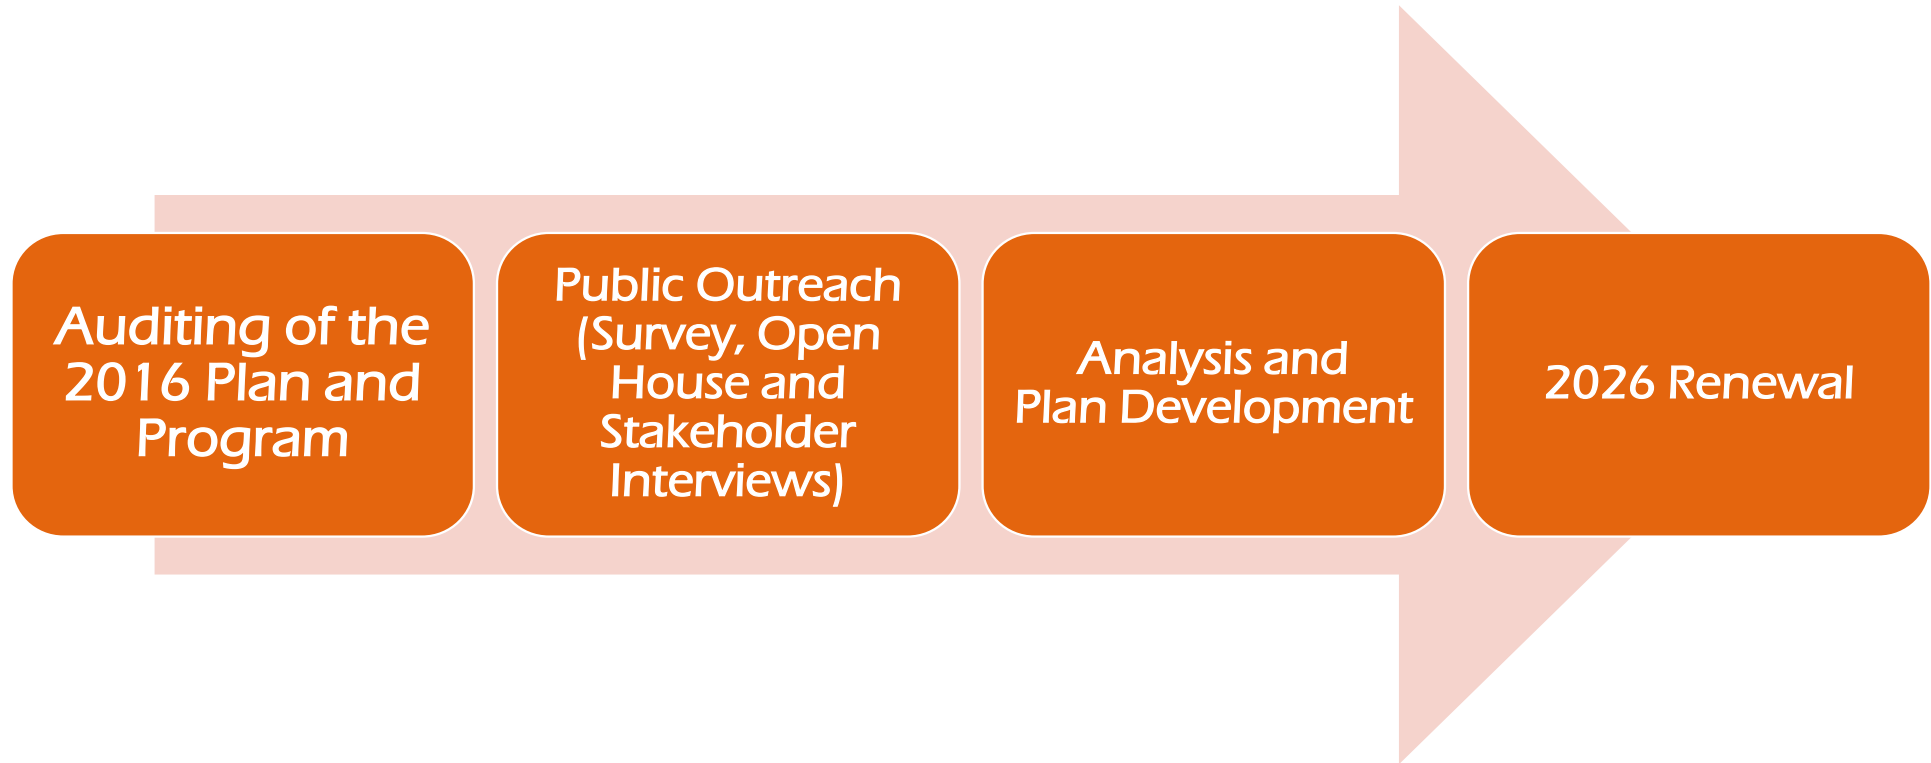 Auditing of the
2016 Plan and
Program
Public Outreach
(Survey, Open
House and
Stakeholder
Interviews)
Analysis and
Plan Development
2026 Renewal